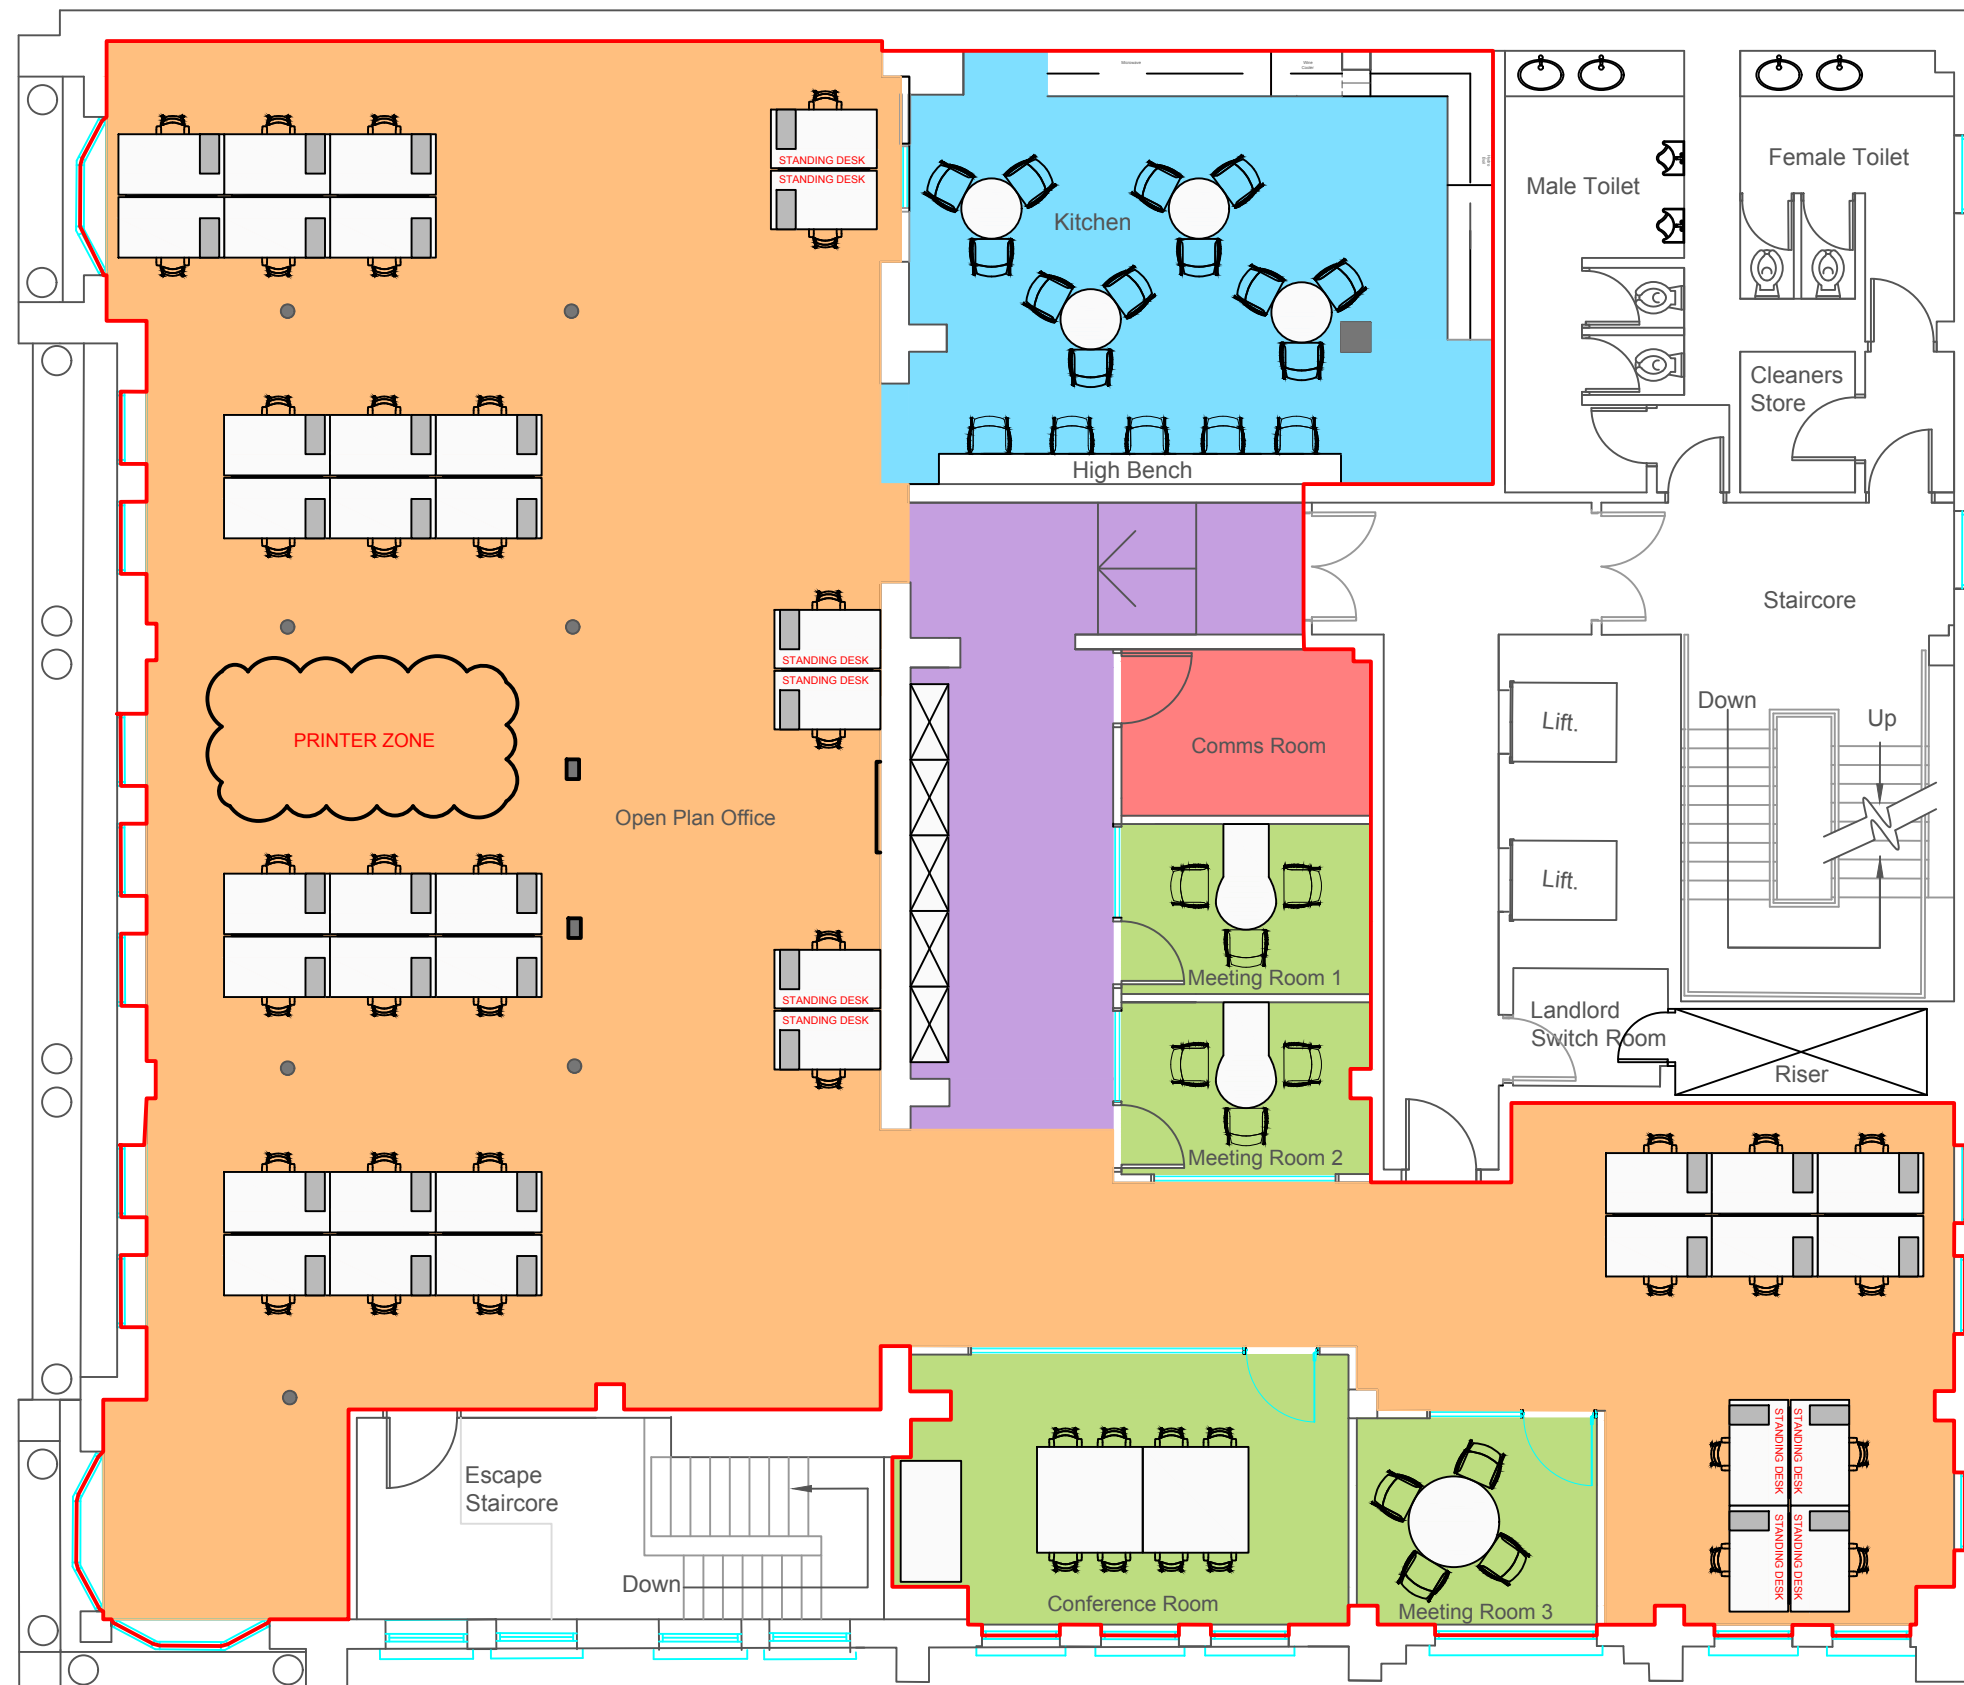 Microwave
Wine
Cooler
STANDING DESK
STANDING DESK
Kitchen
Male Toilet
Female Toilet
Cleaners
Store
High Bench
Staircore
STANDING DESK
STANDING DESK
PRINTER ZONE
Open Plan Office
Comms Room
Lift.
Down
Up
Lift.
STANDING DESK
STANDING DESK
Meeting Room 1
Landlord
Switch Room
Riser
Meeting Room 2
STANDING DESK
STANDING DESK
STANDING DESK
STANDING DESK
Escape
Staircore
Down
Conference Room
Meeting Room 3